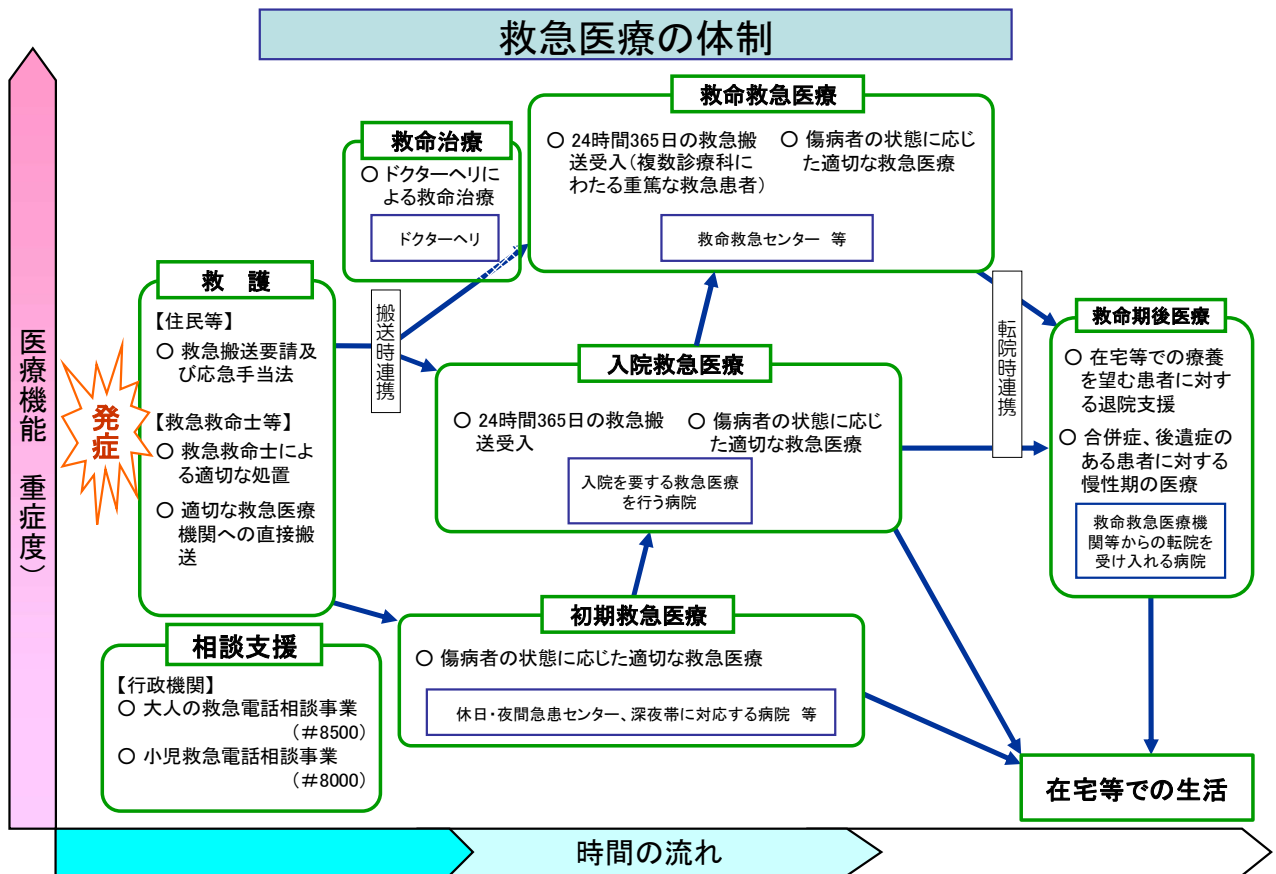 救急医療の体制
医療機能　重症度）
発症
救　護
【住民等】
○ 救急搬送要請及
び応急手当法
【救急救命士等】
○ 救急救命士によ
る適切な処置
○ 適切な救急医療
機関への直接搬
送
相談支援
【行政機関】
○ 大人の救急電話相談事業
（＃8500）
○ 小児救急電話相談事業
（＃8000）
救命治療
○ ドクターヘリに
よる救命治療
ドクターヘリ
搬送時連携
救命救急医療
○ 24時間365日の救急搬
送受入（複数診療科に
わたる重篤な救急患者）
○ 傷病者の状態に応じ
た適切な救急医療
救命救急センター　等
入院救急医療
○ 24時間365日の救急搬
送受入
○ 傷病者の状態に応じ
た適切な救急医療
入院を要する救急医療
を行う病院
初期救急医療
○ 傷病者の状態に応じた適切な救急医療
休日・夜間急患センター、深夜帯に対応する病院　等
転院時連携
救命期後医療
○ 在宅等での療養
を望む患者に対す
る退院支援
○ 合併症、後遺症の
ある患者に対する
慢性期の医療
救命救急医療機
関等からの転院を
受け入れる病院
在宅等での生活
時間の流れ